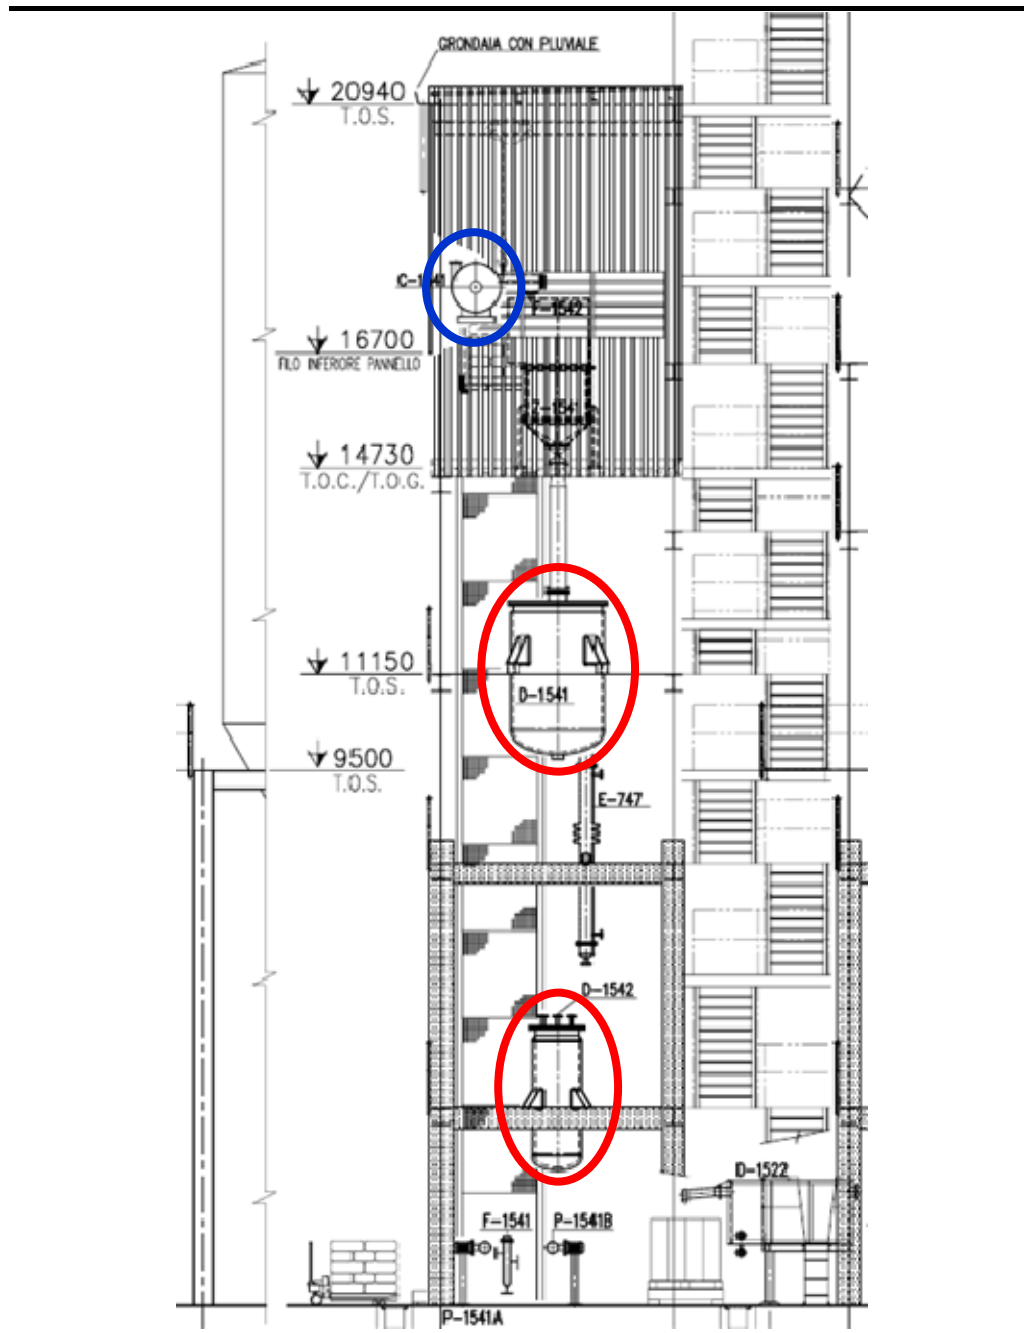 GRONDAIA CON PLUVIALE
20940
T.O.S.
F-1542
16700
FILO INFERIORE PANNELLO
14730
T.O.C./T.O.G.
11150
T.O.S.
D-1541
9500
T.O.S.
E-747
D-1542
D-1522
F-1541
P-1541B
P-1541A